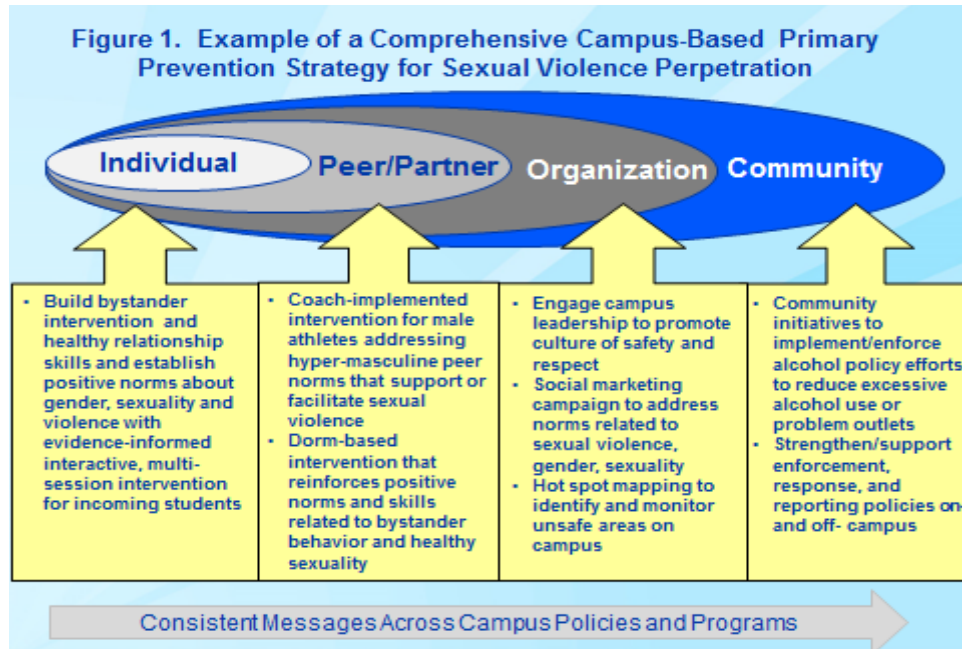 Figure 1. Example of a Comprehensive Campus-Based Primary
Prevention Strategy for Sexual Violence Perpetration
Individual
Peer/Partner
Organization
Community
• Build bystander
intervention and
healthy relationship
skills and establish
positive norms about
gender, sexuality and
violence with
evidence-informed
interactive, multi-
session intervention
for incoming students
• Coach-implemented
intervention for male
athletes addressing
hyper-masculine peer
norms that support or
facilitate sexual
violence
• Dorm-based
intervention that
reinforces positive
norms and skills
related to bystander
behavior and healthy
sexuality
• Engage campus
leadership to promote
culture of safety and
respect
• Social marketing
campaign to address
norms related to
sexual violence,
gender, sexuality
• Hot spot mapping to
identify and monitor
unsafe areas on
campus
• Community
initiatives to
implement/enforce
alcohol policy efforts
to reduce excessive
alcohol use or
problem outlets
• Strengthen/support
enforcement,
response, and
reporting policies on-
and off- campus
Consistent Messages Across Campus Policies and Programs